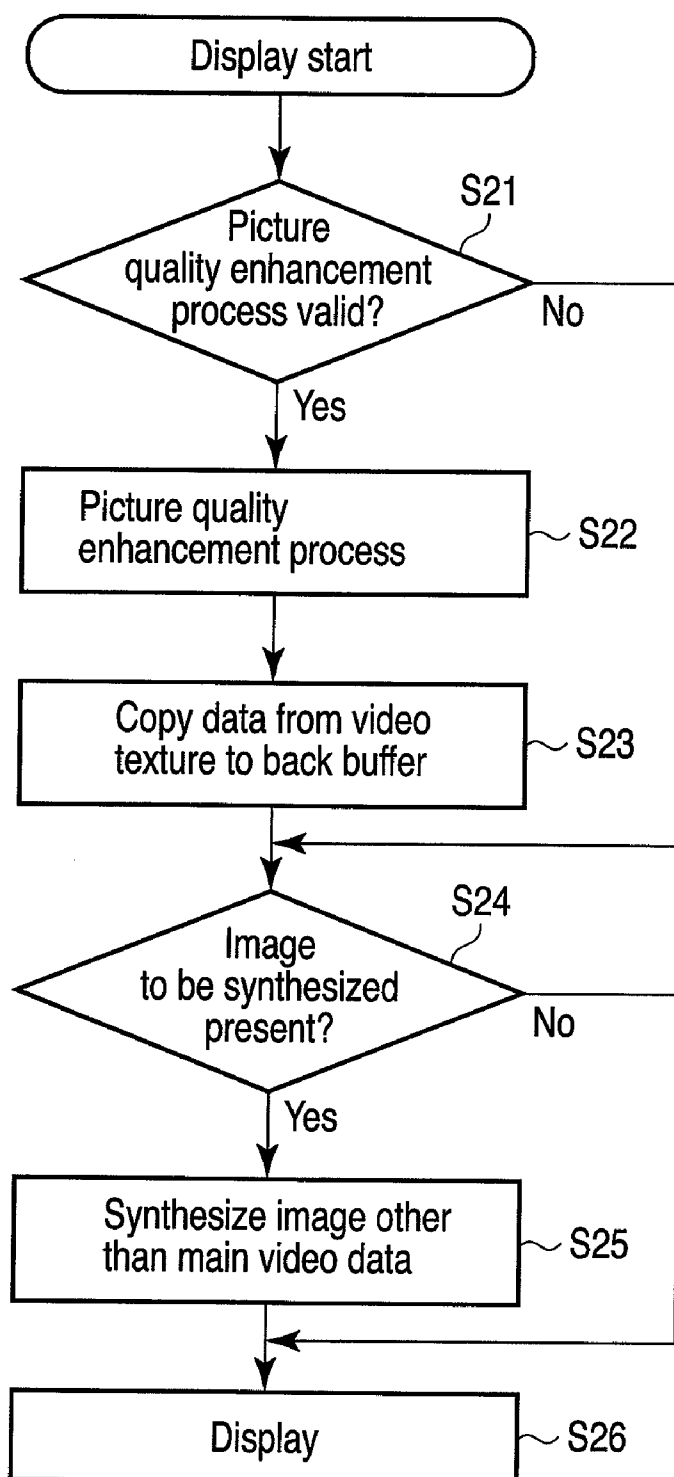 Display start
S21
Picture
quality enhancement
process valid?
No
Yes
Picture quality
enhancement process
S22
Copy data from video
texture to back buffer
S23
S24
Image
to be synthesized
present?
No
Yes
Synthesize image other
than main video data
S25
Display
S26